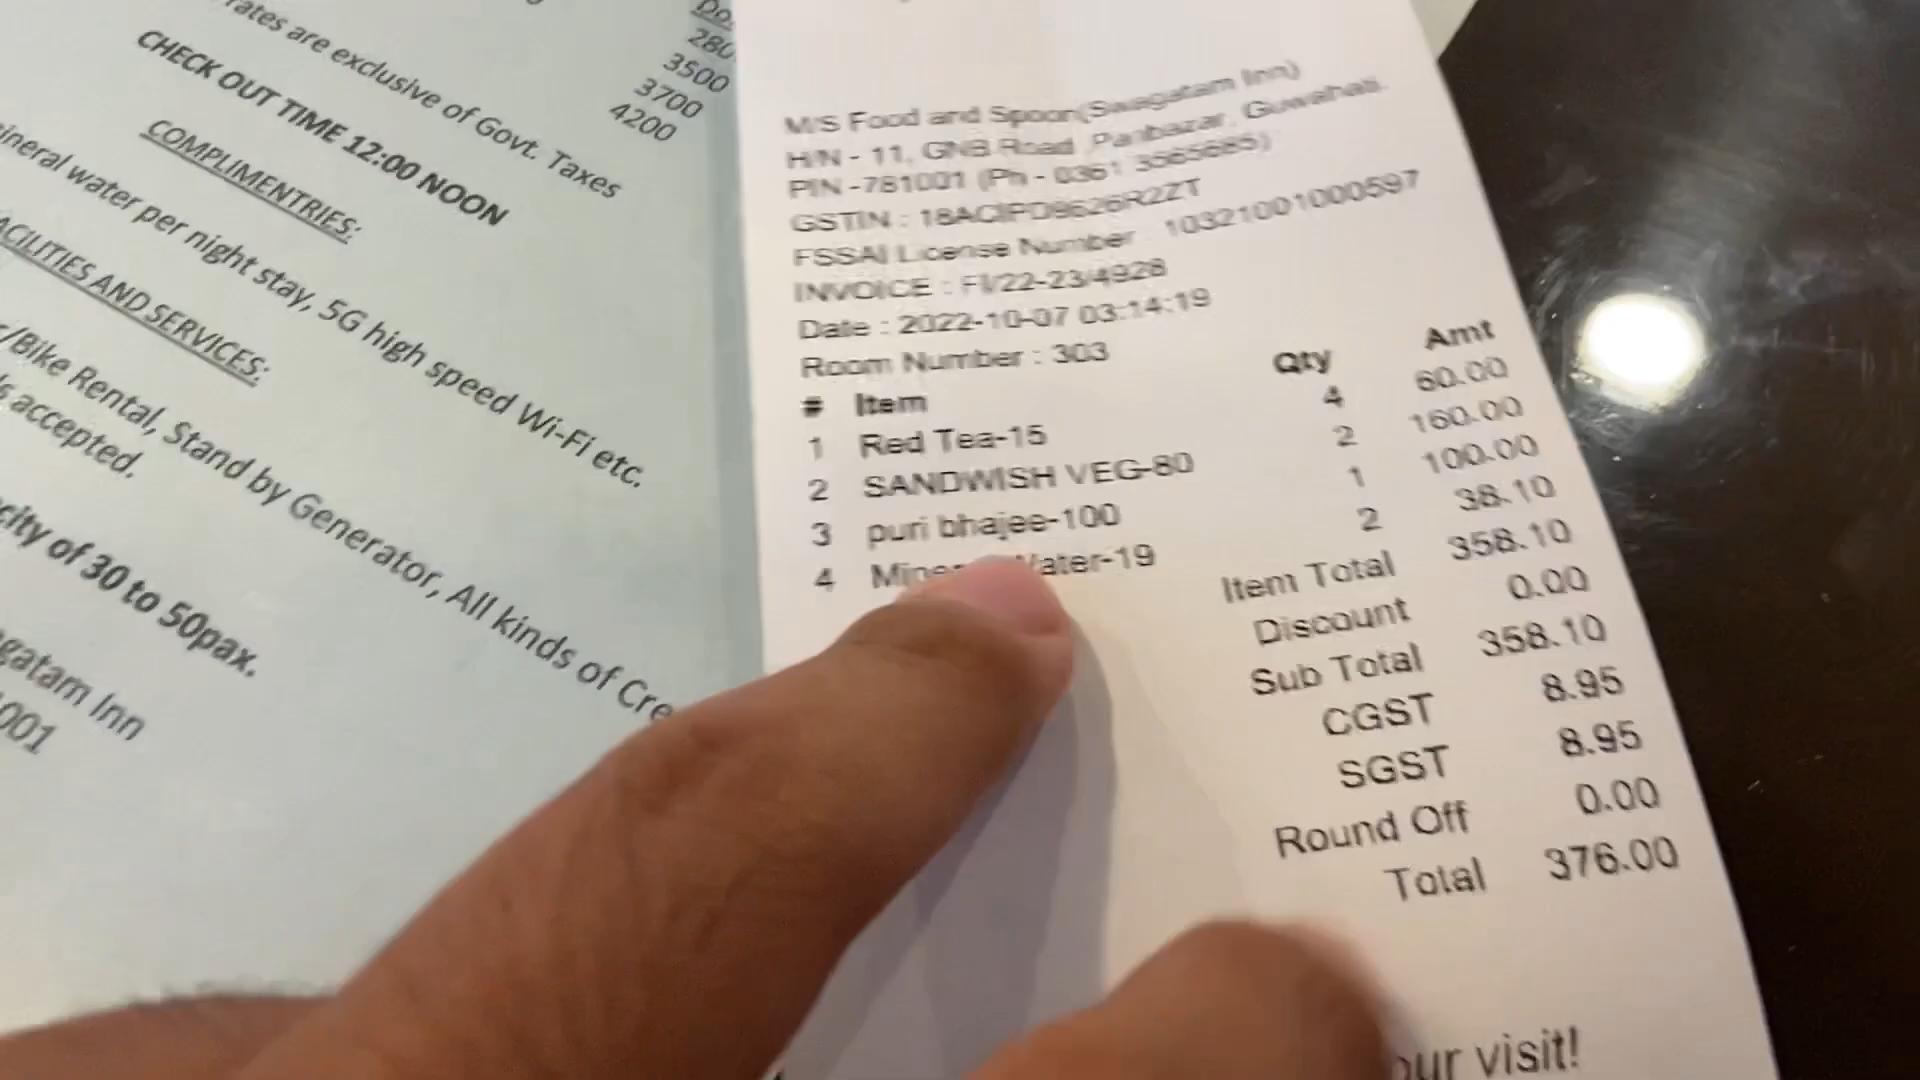 rates are exclusive of Govt. Taxes
280
3500
3700
4200
CHECK OUT TIME 12:00 NOON
COMPLIMENTRIES:
mineral water per night stay, 5G high speed Wi-Fi etc.
FACILITIES AND SERVICES:
/Bike Rental, Stand by Generator, All kinds of Cre
accepted.
city of 30 to 50pax.
gatam Inn
001
M/S Food and Spoon(Swagatam Inn)
H/N - 11, GNB Road ,Panbazar, Guwahati.
PIN -781001 (Ph - 0361 3565685)
GSTIN : 18ACIPD9626R2ZT
FSSAI License Number 10321001000597
INVOICE : FI/22-23/4928
Date : 2022-10-07 03:14:19
Room Number : 303
# Item Qty Amt
1 Red Tea-15 4 60.00
2 SANDWISH VEG-80 2 160.00
3 puri bhajee-100 1 100.00
4 Mineral Water-19 2 38.10
Item Total 358.10
Discount 0.00
Sub Total 358.10
CGST 8.95
SGST 8.95
Round Off 0.00
Total 376.00
our visit!